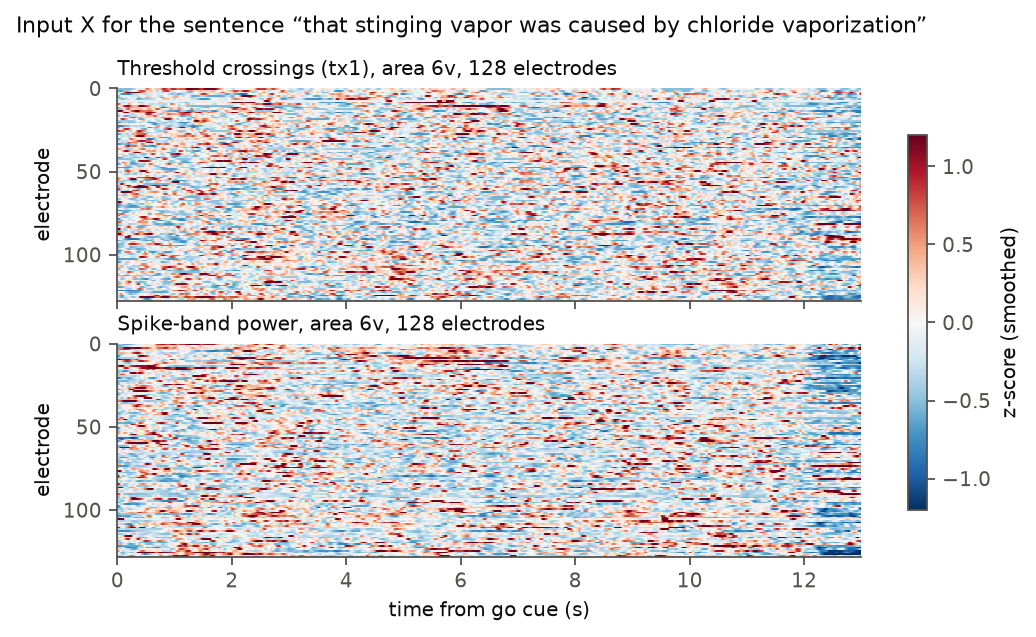 Input X for the sentence “that stinging vapor was caused by chloride vaporization”
Threshold crossings (tx1), area 6v, 128 electrodes
0
50
100
electrode
Spike-band power, area 6v, 128 electrodes
0
50
100
electrode
0 2 4 6 8 10 12
time from go cue (s)
1.0
0.5
0.0
−0.5
−1.0
z-score (smoothed)